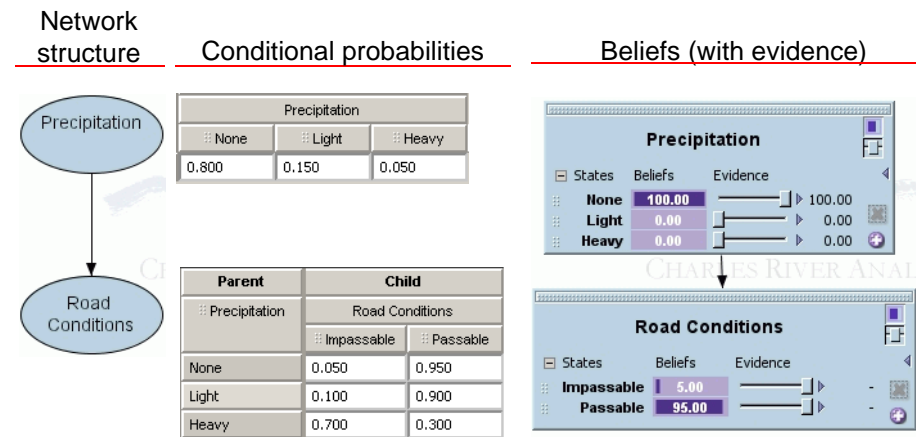 Network
structure
Conditional probabilities
Beliefs (with evidence)
Precipitation
Road
Conditions
Precipitation
None Light Heavy
0.800 0.150 0.050
Parent Child
Precipitation Road Conditions
Impassable Passable
None 0.050 0.950
Light 0.100 0.900
Heavy 0.700 0.300
Precipitation
States Beliefs Evidence
None 100.00 100.00
Light 0.00 0.00
Heavy 0.00 0.00
CHARLES RIVER ANAL
Road Conditions
States Beliefs Evidence
Impassable 5.00 -
Passable 95.00 -